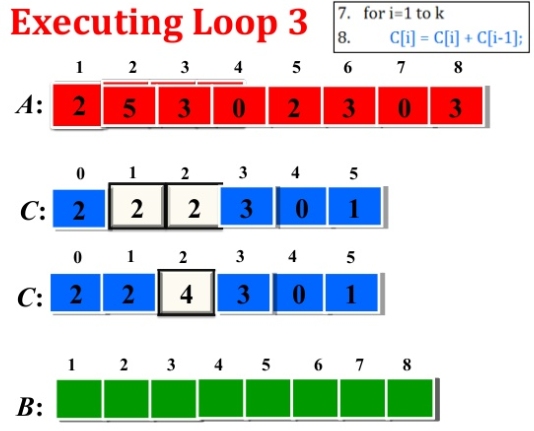 Executing Loop 3
7. for i=1 to k
8. C[i] = C[i] + C[i-1];
1 2 3 4 5 6 7 8
A: 2 5 3 0 2 3 0 3
0 1 2 3 4 5
C: 2 2 2 3 0 1
0 1 2 3 4 5
C: 2 2 4 3 0 1
1 2 3 4 5 6 7 8
B: